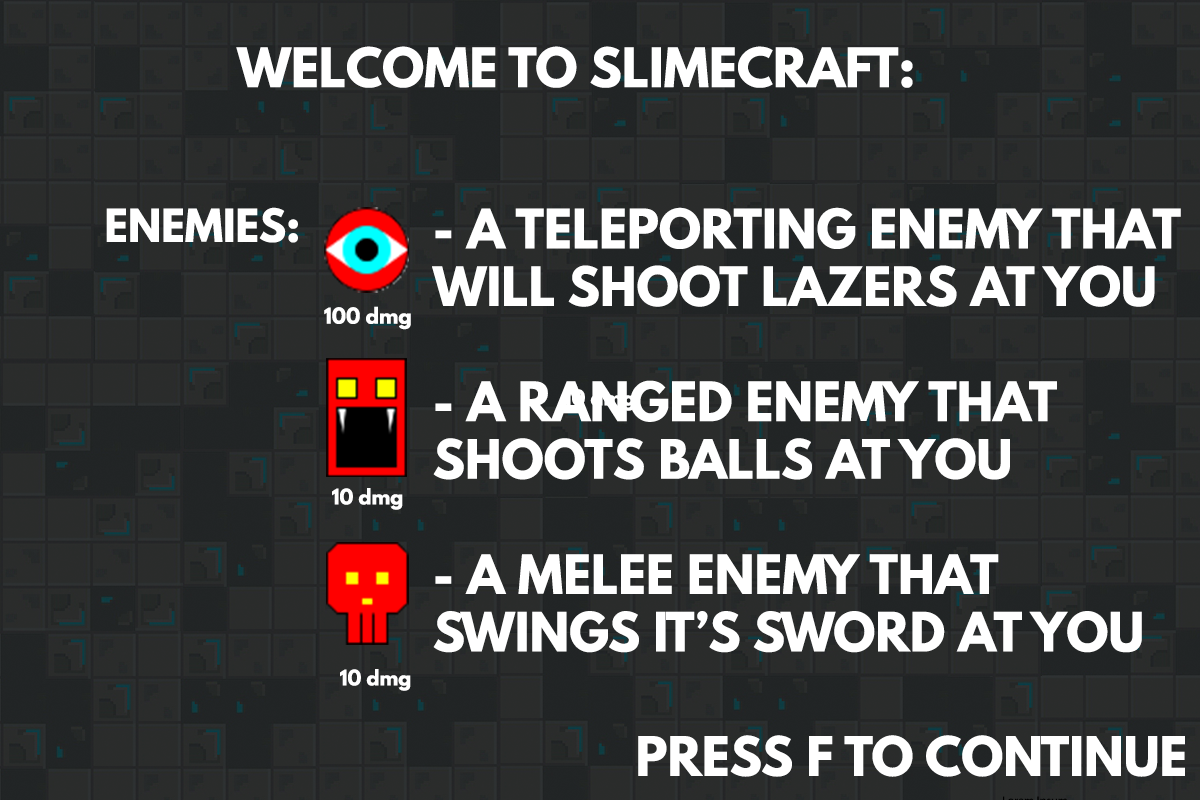 WELCOME TO SLIMECRAFT:
ENEMIES:
- A TELEPORTING ENEMY THAT
WILL SHOOT LAZERS AT YOU
100 dmg
- A RANGED ENEMY THAT
SHOOTS BALLS AT YOU
10 dmg
- A MELEE ENEMY THAT
SWINGS IT’S SWORD AT YOU
10 dmg
PRESS F TO CONTINUE